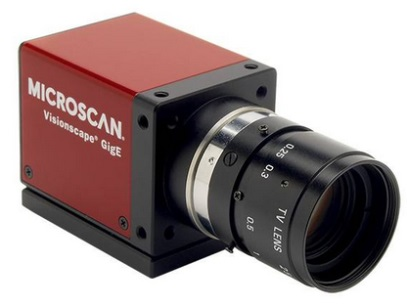 MICROSCAN.
Visionscape® GigE
0.25 0.3
0.5
TV LENS